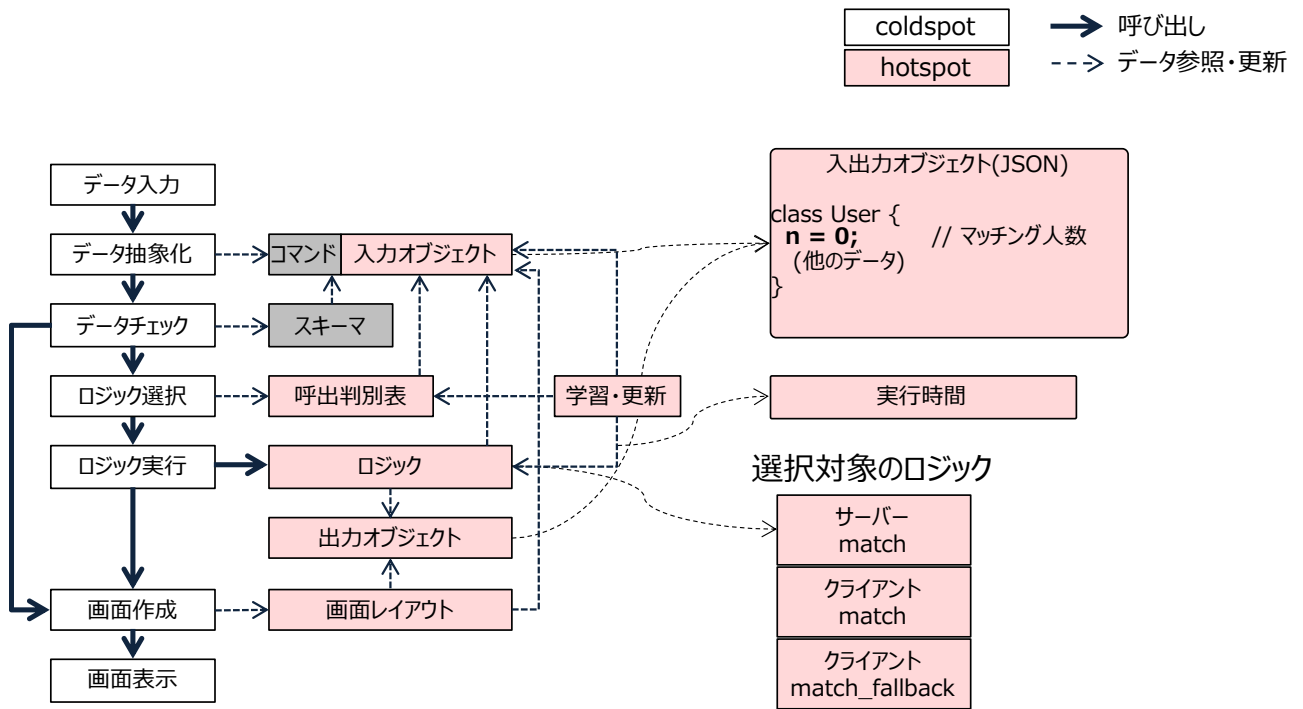 coldspot
呼び出し
hotspot
データ参照・更新
データ入力
データ抽象化
コマンド
入力オブジェクト
データチェック
スキーマ
ロジック選択
呼出判別表
学習・更新
ロジック実行
ロジック
出力オブジェクト
画面作成
画面レイアウト
画面表示
入出力オブジェクト(JSON)
class User {
n = 0; // マッチング人数
(他のデータ)
}
実行時間
選択対象のロジック
サーバー
match
クライアント
match
クライアント
match_fallback